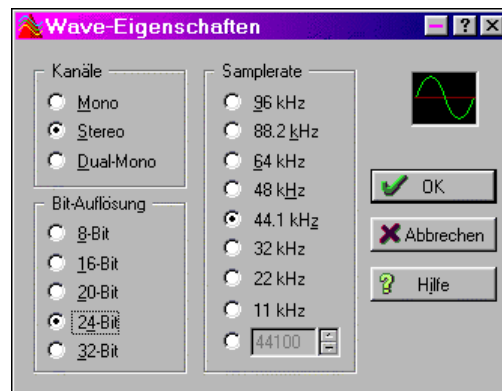 Wave-Eigenschaften
Kanäle
Mono
Stereo
Dual-Mono
Bit-Auflösung
8-Bit
16-Bit
20-Bit
24-Bit
32-Bit
Samplerate
96 kHz
88.2 kHz
64 kHz
48 kHz
44.1 kHz
32 kHz
22 kHz
11 kHz
44100
OK
Abbrechen
Hilfe